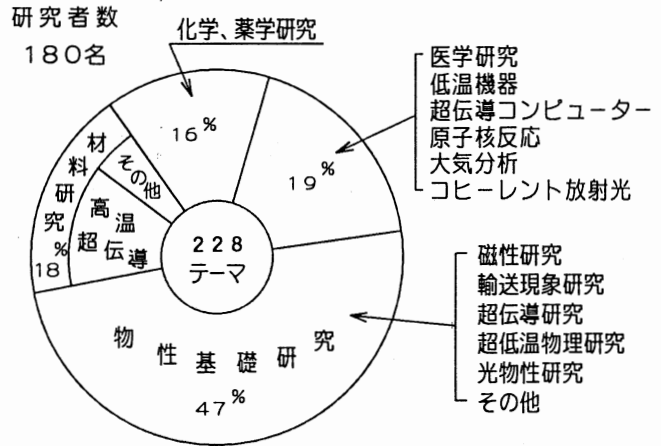 研究者数
180名
化学、薬学研究
16%
医学研究
低温機器
超伝導コンピューター
原子核反応
大気分析
コヒーレント放射光
19%
材料研究
18%
その他
高温
超伝導
228
テーマ
磁性研究
輸送現象研究
超伝導研究
超低温物理研究
光物性研究
その他
物性基礎研究
47%